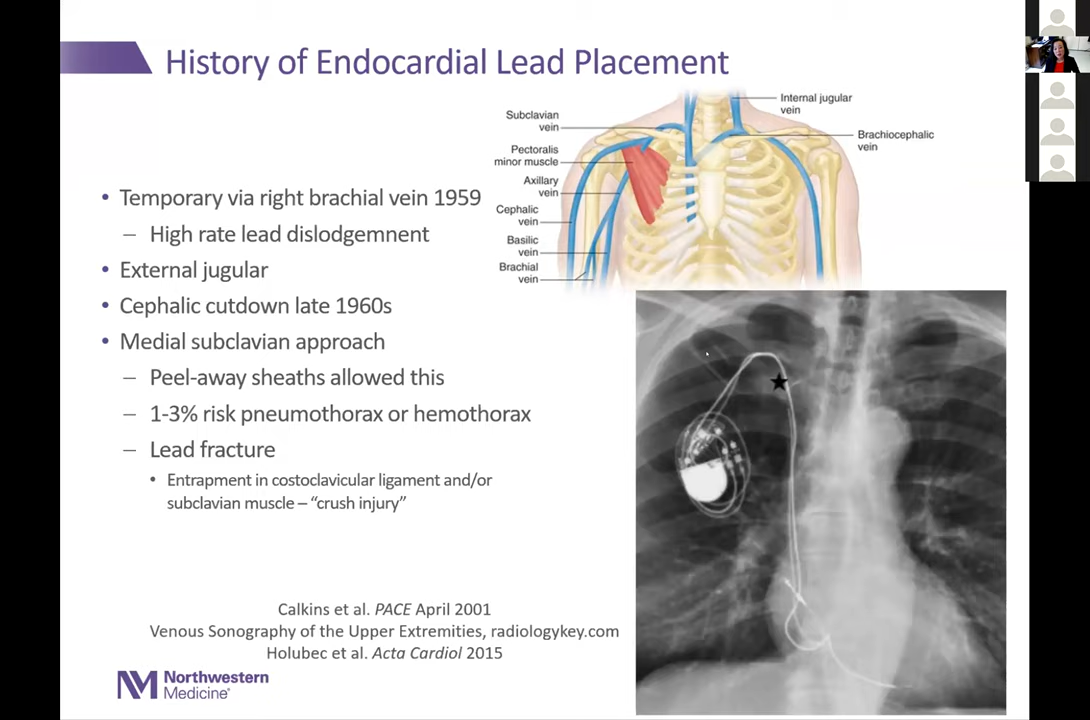 History of Endocardial Lead Placement
Subclavian
vein
Pectoralis
minor muscle
Axillary
vein
Cephalic
vein
Basilic
vein
Brachial
vein
Internal jugular
vein
Brachiocephalic
vein
• Temporary via right brachial vein 1959
– High rate lead dislodgemnent
• External jugular
• Cephalic cutdown late 1960s
• Medial subclavian approach
– Peel-away sheaths allowed this
– 1-3% risk pneumothorax or hemothorax
– Lead fracture
• Entrapment in costoclavicular ligament and/or
subclavian muscle – “crush injury”
Calkins et al. PACE April 2001
Venous Sonography of the Upper Extremities, radiologykey.com
Holubec et al. Acta Cardiol 2015
NM Northwestern
Medicine®